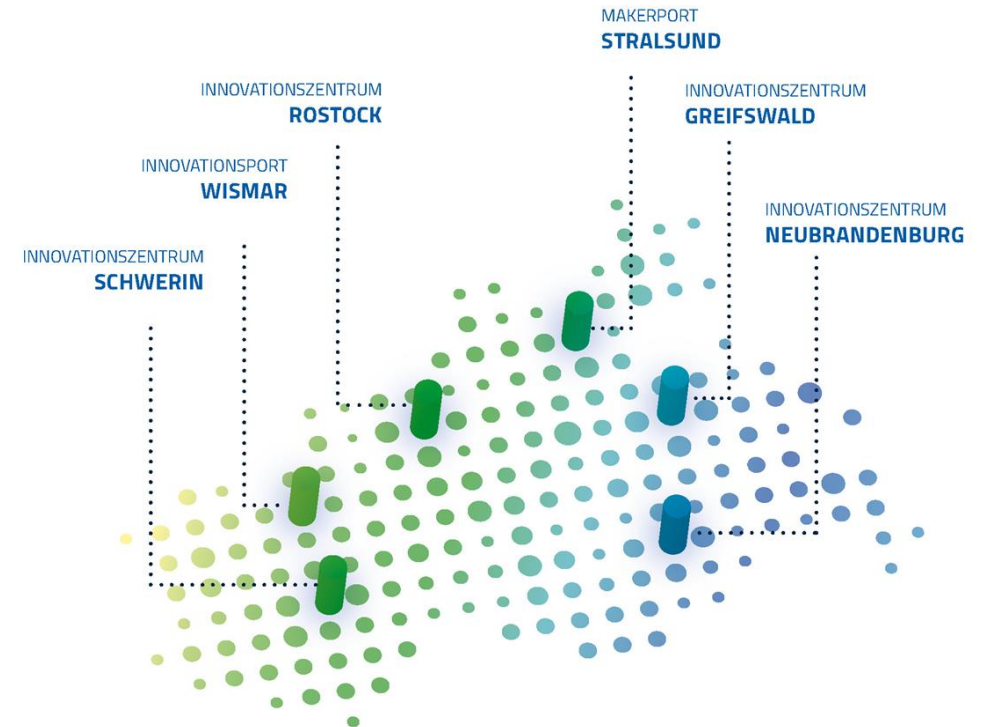 MAKERPORT
STRALSUND
INNOVATIONSZENTRUM
ROSTOCK
INNOVATIONSZENTRUM
GREIFSWALD
INNOVATIONSPORT
WISMAR
INNOVATIONSZENTRUM
NEUBRANDENBURG
INNOVATIONSZENTRUM
SCHWERIN